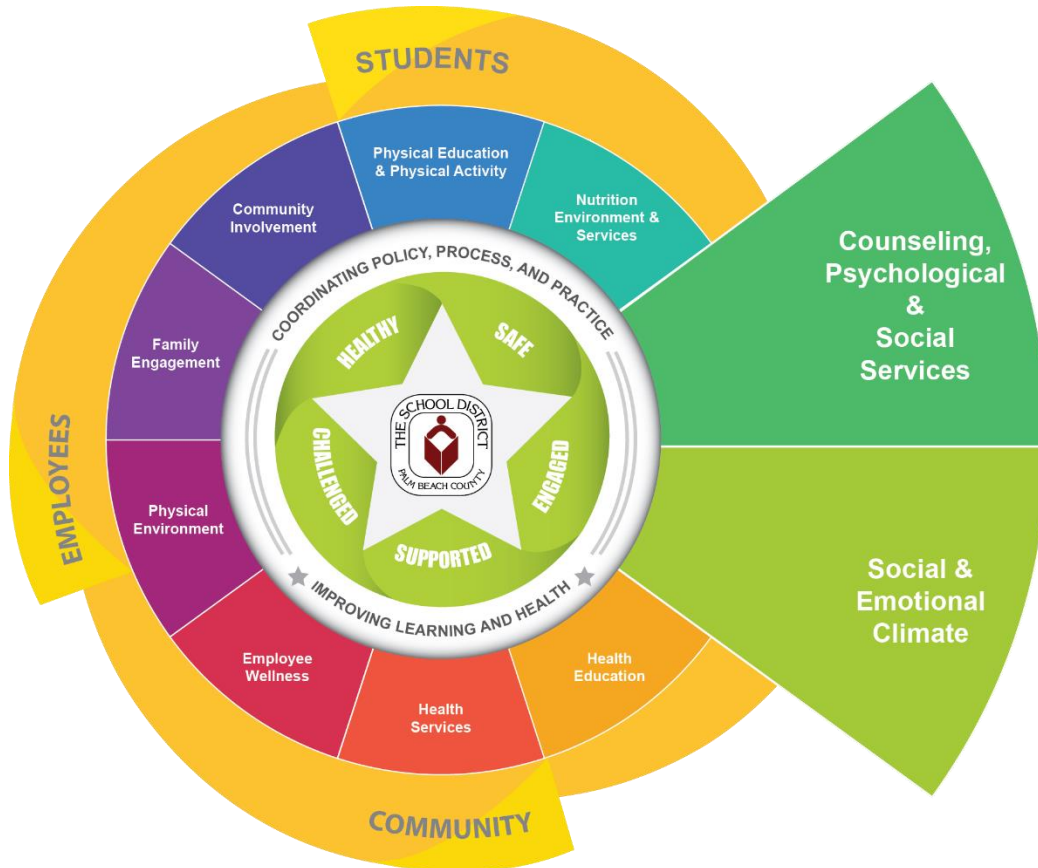 STUDENTS
Physical Education
& Physical Activity
Nutrition
Environment &
Services
Counseling,
Psychological
&
Social
Services
Social &
Emotional
Climate
Health
Education
Health
Services
Employee
Wellness
Physical
Environment
Family
Engagement
Community
Involvement
EMPLOYEES
COMMUNITY
COORDINATING POLICY, PROCESS, AND PRACTICE
IMPROVING LEARNING AND HEALTH
HEALTHY
SAFE
ENGAGED
SUPPORTED
CHALLENGED
THE SCHOOL DISTRICT
PALM BEACH COUNTY